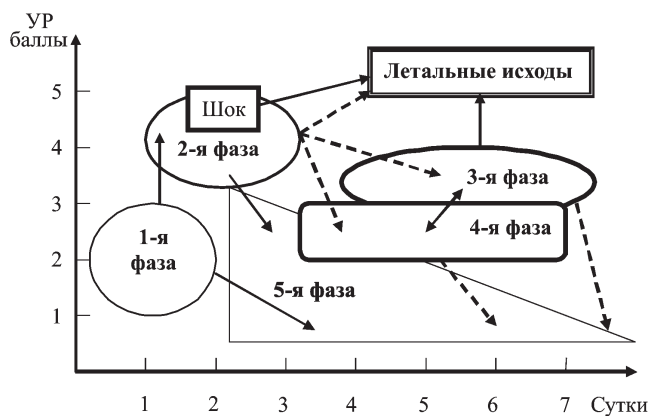 УР
баллы
5
4
3
2
1
Летальные исходы
Шок
2-я фаза
3-я фаза
4-я фаза
1-я
фаза
5-я фаза
1 2 3 4 5 6 7 Сутки